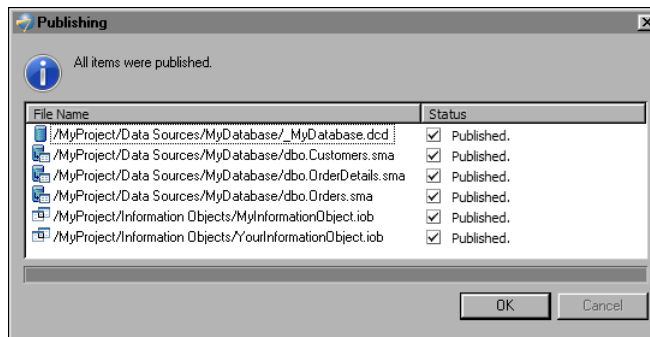 Publishing
All items were published.
File Name Status
/MyProject/Data Sources/MyDatabase/_MyDatabase.dcd Published.
/MyProject/Data Sources/MyDatabase/dbo.Customers.sma Published.
/MyProject/Data Sources/MyDatabase/dbo.OrderDetails.sma Published.
/MyProject/Data Sources/MyDatabase/dbo.Orders.sma Published.
/MyProject/Information Objects/MyInformationObject.iob Published.
/MyProject/Information Objects/YourInformationObject.iob Published.
OK Cancel